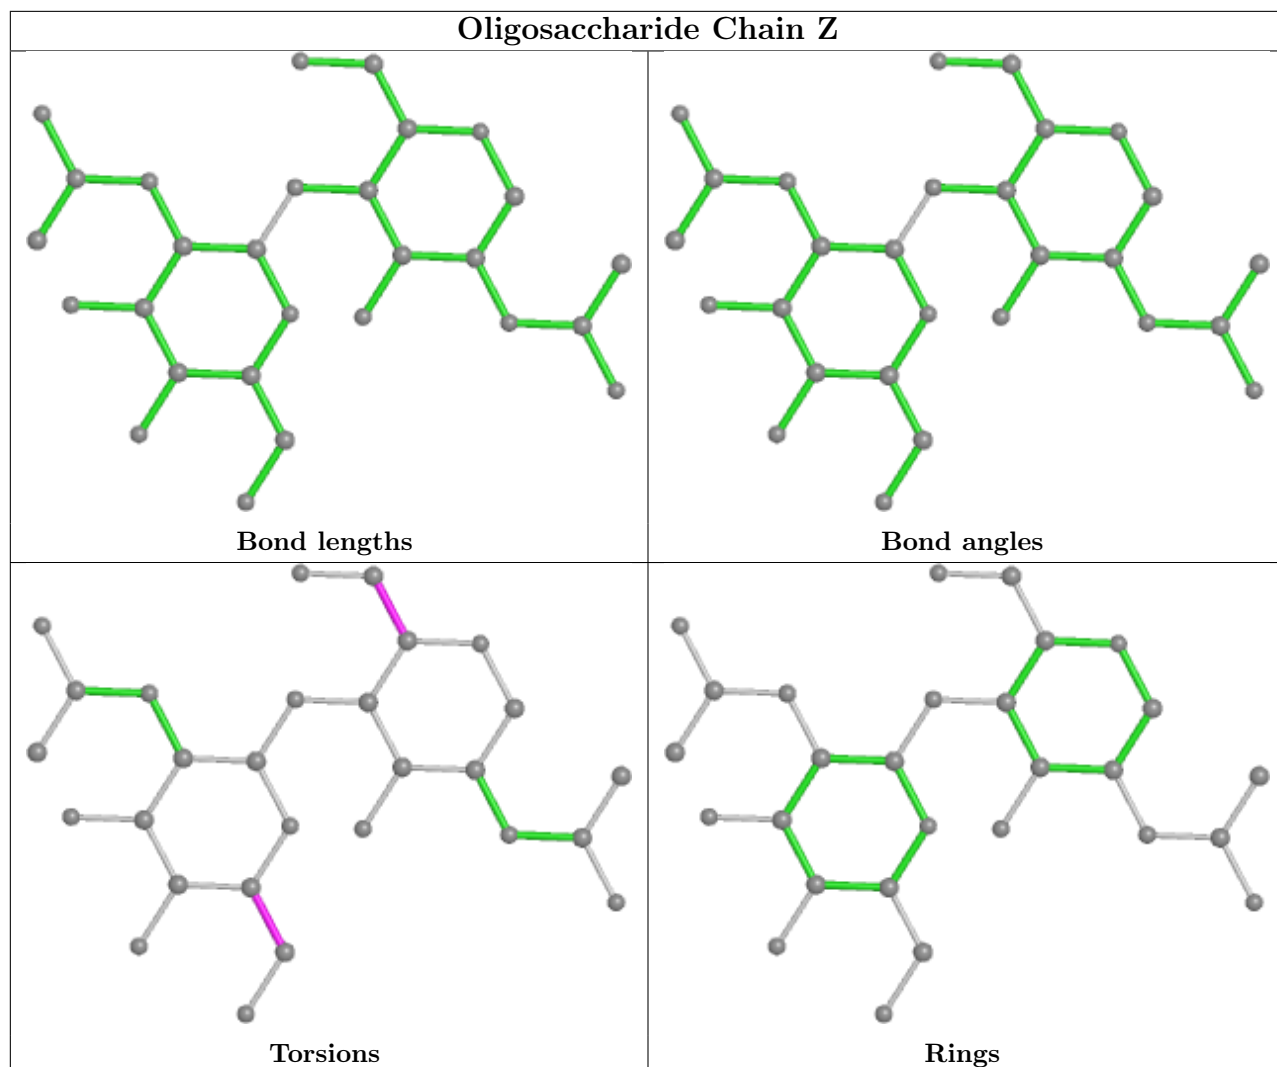 Oligosaccharide Chain Z
Bond lengths
Bond angles
Torsions
Rings